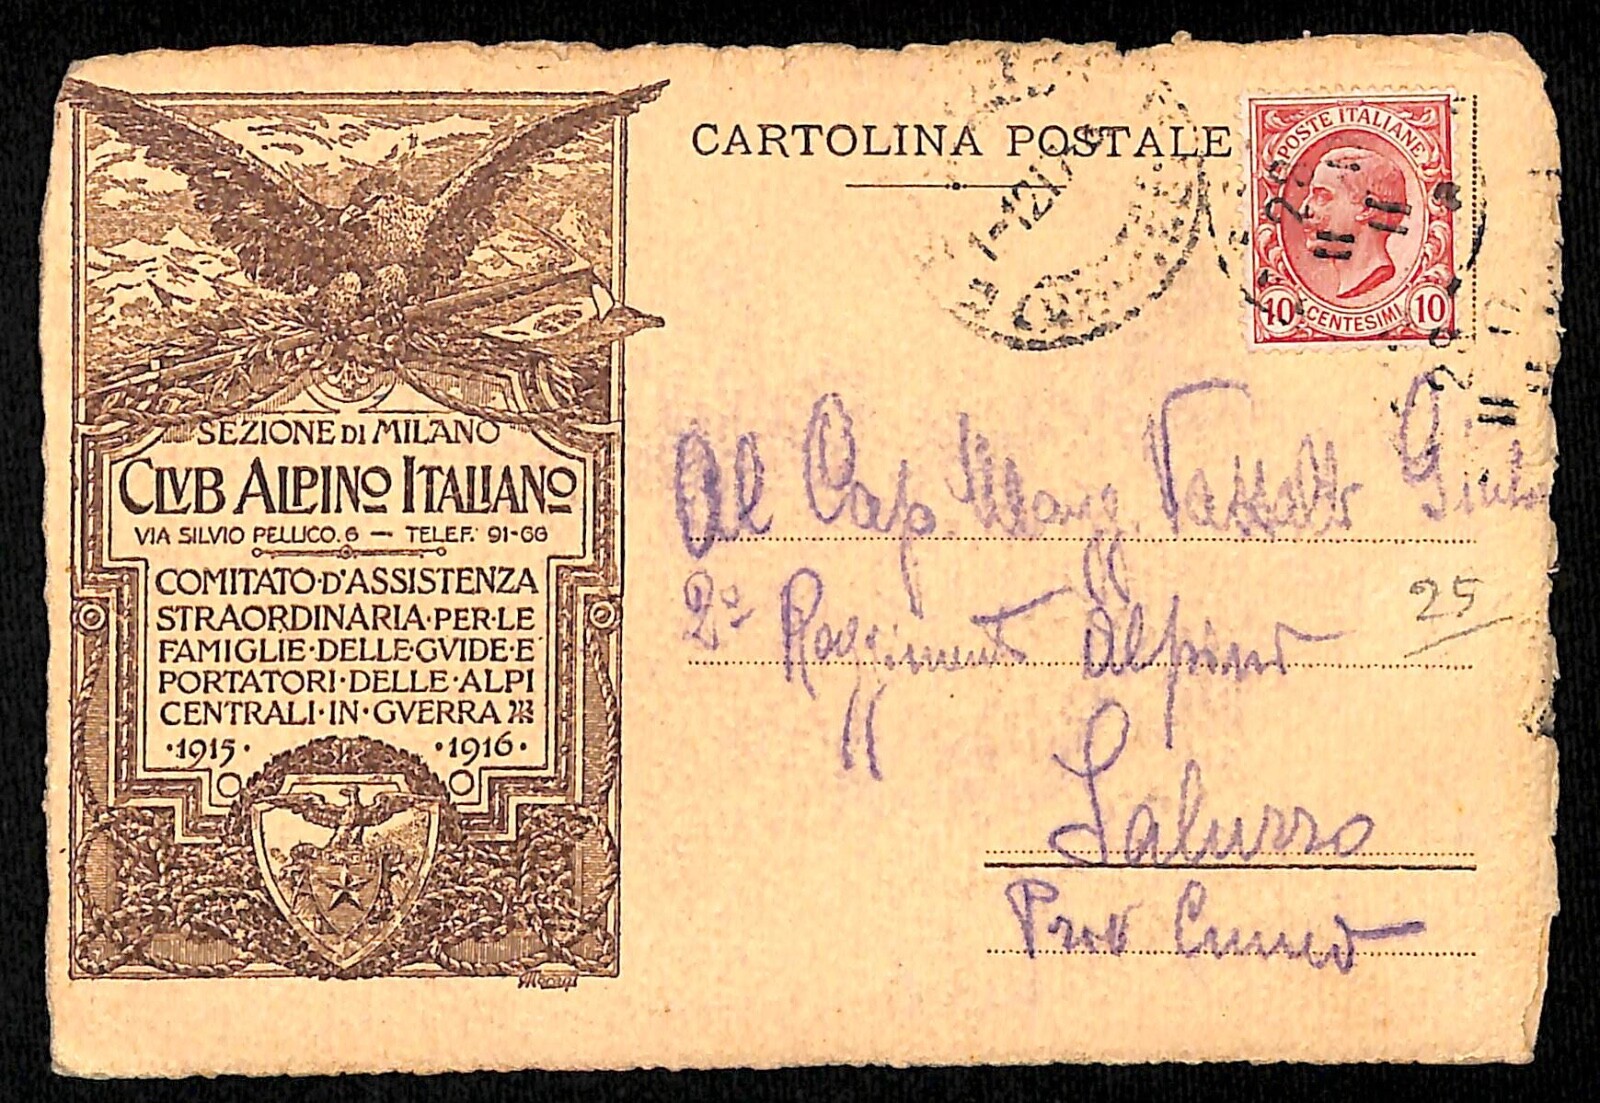 CARTOLINA POSTALE
POSTE ITALIANE
10 CENTESIMI 10
SEZIONE DI MILANO
CLVB ALPINO ITALIANO
VIA SILVIO PELLICO. 6 — TELEF. 91-66
COMITATO·D'ASSISTENZA
STRAORDINARIA·PER·LE
FAMIGLIE·DELLE·GVIDE·E
PORTATORI·DELLE·ALPI
CENTRALI·IN·GVERRA
·1915· ·1916·
Al Cap. Magg.
25
2º Reggimento Alpini
Saluzzo
Prov Cuneo